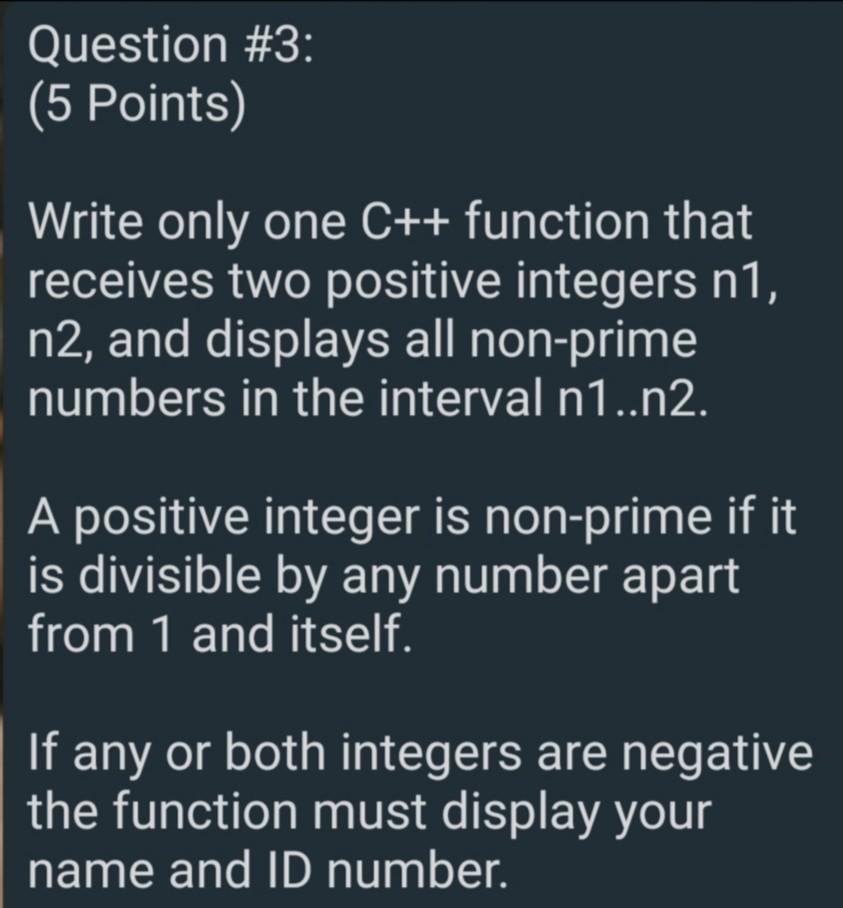 Question #3:
(5 Points)
Write only one C++ function that
receives two positive integers n1,
n2, and displays all non-prime
numbers in the interval n1..n2.
A positive integer is non-prime if it
is divisible by any number apart
from 1 and itself.
If any or both integers are negative
the function must display your
name and ID number.